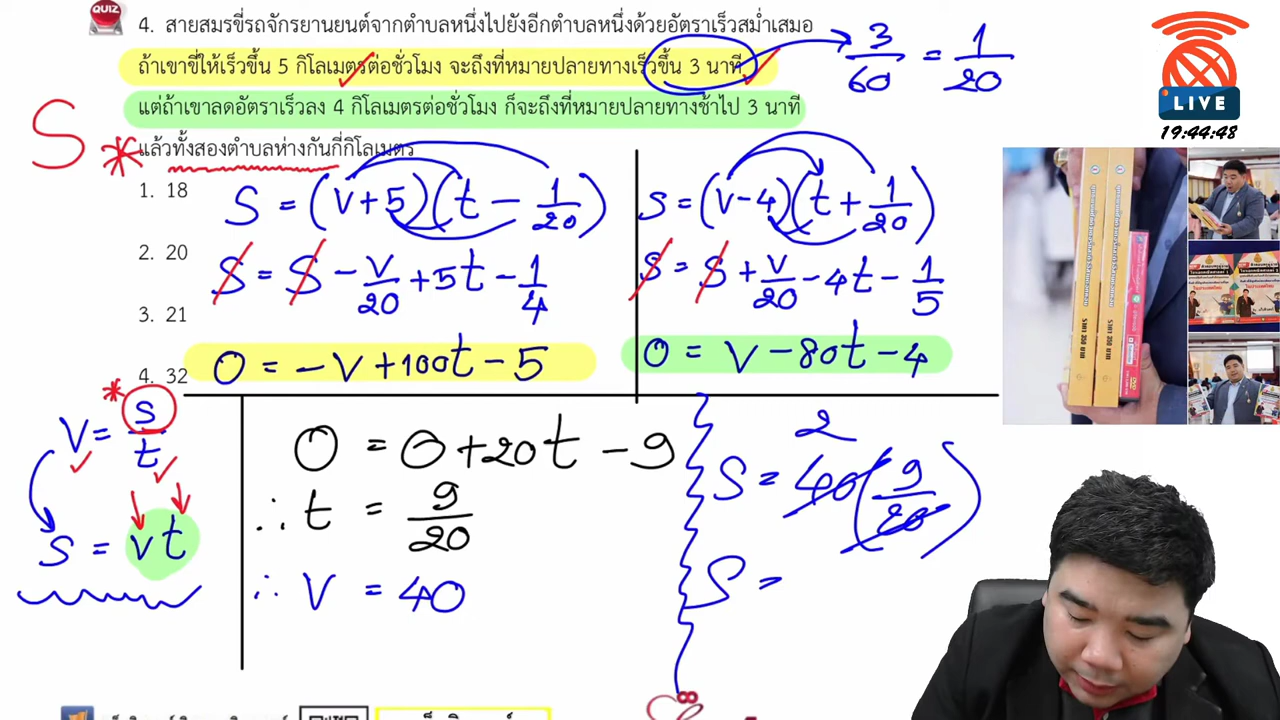 QUIZ
4. สายสมรขี่รถจักรยานยนต์จากตำบลหนึ่งไปยังอีกตำบลหนึ่งด้วยอัตราเร็วสม่ำเสมอ
ถ้าเขาขี่ให้เร็วขึ้น 5 กิโลเมตรต่อชั่วโมง จะถึงที่หมายปลายทางเร็วขึ้น 3 นาที
แต่ถ้าเขาลดอัตราเร็วลง 4 กิโลเมตรต่อชั่วโมง ก็จะถึงที่หมายปลายทางช้าไป 3 นาที
แล้วทั้งสองตำบลห่างกันกี่กิโลเมตร
3/60 = 1/20
S *
1. 18
2. 20
3. 21
4. 32
S = (v+5)(t - 1/20)
S = S - v/20 + 5t - 1/4
0 = -v + 100t - 5
S = (v-4)(t + 1/20)
S = S + v/20 - 4t - 1/5
0 = v - 80t - 4
* v = s/t
s = vt
0 = 0 + 20t - 9
∴ t = 9/20
∴ v = 40
2
S = 40(9/20)
S =
LIVE
19:44:48